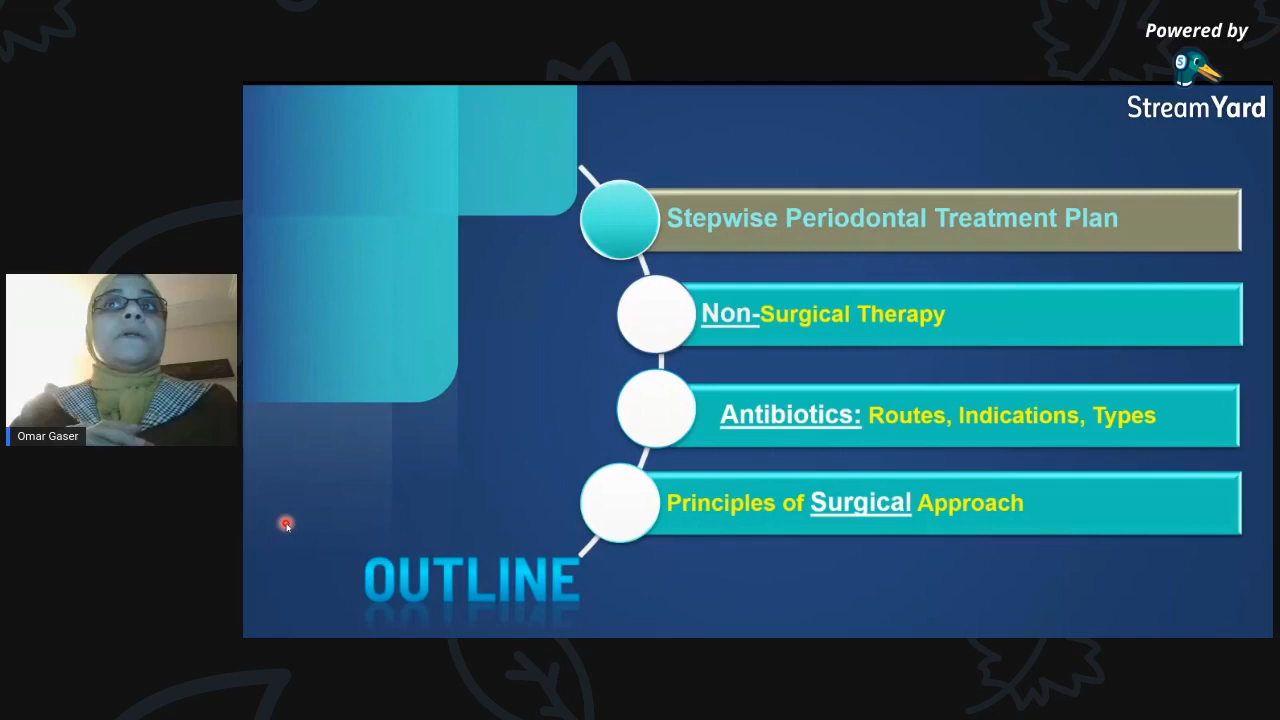 Powered by
StreamYard
Stepwise Periodontal Treatment Plan
Non-Surgical Therapy
Antibiotics: Routes, Indications, Types
Principles of Surgical Approach
OUTLINE
Omar Gaser